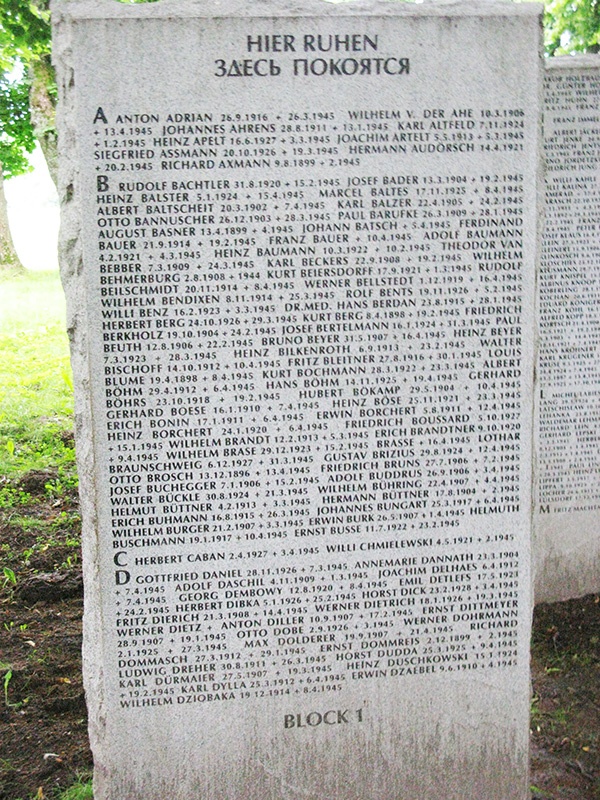 HIER RUHEN
ЗДЕСЬ ПОКОЯТСЯ
A ANTON ADRIAN 26.9.1916 + 26.3.1945 WILHELM V. DER AHE 10.3.1906
+ 13.4.1945 JOHANNES AHRENS 28.8.1911 + 13.1.1945 KARL ALTFELD 7.11.1924
+ 1.2.1945 HEINZ APELT 16.6.1927 + 3.3.1945 JOACHIM ARTELT 5.5.1913 + 3.3.1945
SIEGFRIED ASSMANN 20.10.1926 + 19.3.1945 HERMANN AUDÖRSCH 14.4.1921
+ 20.2.1945 RICHARD AXMANN 9.8.1899 + 2.1945
B RUDOLF BACHTLER 31.8.1920 + 15.2.1945 JOSEF BADER 13.3.1904 + 19.2.1945
HEINZ BALSTER 5.1.1924 + 15.4.1945 MARCEL BALTES 17.11.1925 + 8.4.1945
ALBERT BALTSCHEIT 20.3.1902 + 7.4.1945 KARL BALZER 22.4.1905 + 24.2.1945
OTTO BANNUSCHER 26.12.1903 + 28.3.1945 PAUL BARUFKE 26.3.1909 + 28.1.1945
AUGUST BASNER 13.4.1899 + 4.1945 JOHANN BATSCH + 5.4.1945 FERDINAND
BAUER 21.9.1914 + 19.2.1945 FRANZ BAUER + 10.4.1945 ADOLF BAUMANN
4.2.1921 + 4.3.1945 HEINZ BAUMANN 10.3.1922 + 10.2.1945 THEODOR VAN
BEBBER 7.3.1909 + 24.3.1945 KARL BECKERS 22.9.1908 + 19.2.1945 WILHELM
BEHMERBURG 2.8.1908 + 1944 KURT BEIERSDORFF 17.9.1921 + 1.3.1945 RUDOLF
BEILSCHMIDT 20.11.1914 + 8.4.1945 WERNER BELLSTEDT 1.12.1919 + 16.4.1945
WILHELM BENDIXEN 8.11.1914 + 25.3.1945 ROLF BENTS 19.11.1926 + 5.2.1945
WILLI BENZ 16.2.1923 + 3.3.1945 DR.MED. HANS BERDAN 23.8.1915 + 28.1.1945
HERBERT BERG 24.10.1926 + 29.3.1945 KURT BERG 8.4.1898 + 19.2.1945 FRIEDRICH
BERKHOLZ 19.10.1904 + 24.2.1945 JOSEF BERTELMANN 16.1.1924 + 31.3.1945 PAUL
BEUTH 12.8.1906 + 22.2.1945 BRUNO BEYER 31.5.1907 + 16.4.1945 HEINZ BEYER
7.3.1923 + 28.3.1945 HEINZ BILKENROTH 6.9.1913 + 23.2.1945 WALTER
BISCHOFF 14.10.1912 + 10.4.1945 FRITZ BLEITNER 27.8.1916 + 30.1.1945 LOUIS
BLUME 19.4.1898 + 8.4.1945 KURT BOCHMANN 28.3.1922 + 23.3.1945 ALBERT
BÖHM 29.4.1912 + 6.4.1945 HANS BÖHM 14.11.1925 + 19.4.1945 GERHARD
BÖHRS 23.10.1918 + 19.2.1945 HUBERT BÖKAMP 29.5.1904 + 10.4.1945
GERHARD BOESE 16.1.1910 + 7.4.1945 HEINZ BÖSE 25.11.1921 + 23.3.1945
ERICH BONIN 17.1.1911 + 6.4.1945 ERWIN BORCHERT 5.8.1911 + 12.4.1945
HEINZ BORCHERT 24.1.1920 + 6.4.1945 FRIEDRICH BOUSSARD 5.10.1927
+ 15.1.1945 WILHELM BRANDT 12.2.1913 + 5.3.1945 ERICH BRANDTNER 9.10.1920
+ 9.4.1945 WILHELM BRASE 29.12.1923 + 15.2.1945 BRASSE + 16.4.1945 LOTHAR
BRAUNSCHWEIG 6.12.1927 + 31.3.1945 GUSTAV BRIZIUS 29.8.1924 + 12.4.1945
OTTO BROSCH 13.12.1896 + 13.4.1945 FRIEDRICH BRUNS 27.7.1906 + 7.2.1945
JOSEF BUCHEGGER 7.1.1906 + 15.2.1945 ADOLF BUDDRUS 26.9.1906 + 3.4.1945
WALTER BÜCKLE 30.8.1924 + 21.3.1945 WILHELM BÜHRING 22.4.1907 + 4.4.1945
HELMUT BÜTTNER 4.2.1913 + 3.3.1945 HERMANN BÜTTNER 17.8.1904 + 2.1945
ERICH BUHMANN 16.8.1915 + 26.3.1945 JOHANNES BUNGART 25.3.1917 + 6.4.1945
WILHELM BURGER 21.2.1907 + 3.3.1945 ERWIN BURK 26.5.1907 + 1.4.1945 HELMUTH
BUSCHMANN 19.1.1917 + 10.4.1945 ERNST BUSSE 11.7.1922 + 23.2.1945
C HERBERT CABAN 2.4.1927 + 3.4.1945 WILLI CHMIELEWSKI 4.5.1921 + 2.1945
D GOTTFRIED DANIEL 28.11.1926 + 7.3.1945 ANNEMARIE DANNATH 23.3.1904
+ 7.4.1945 ADOLF DASCHIL 4.11.1909 + 1.3.1945 JOACHIM DELHAES 6.4.1912
+ 7.4.1945 GEORG DEMBOWY 12.8.1920 + 8.4.1945 EMIL DETLEFS 17.5.1922
+ 24.2.1945 HERBERT DIBKA 5.1.1926 + 25.2.1945 HORST DICK 23.2.1928 + 3.4.1945
FRITZ DIERICH 21.3.1908 + 14.4.1945 WERNER DIETRICH 18.1.1926 + 19.3.1945
WERNER DIETZ + ANTON DILLER 10.9.1907 + 17.2.1945 ERNST DITTMEYER
28.9.1907 + 19.1.1945 OTTO DOBE 2.9.1926 + 3.1945 WERNER DOHRMANN
2.1.1925 + 27.3.1945 MAX DOLDERER 19.9.1907 + 21.4.1945 RICHARD
DOMMASCH 27.3.1912 + 29.1.1945 ERNST DOMMREIS 2.12.1899 + 2.1945
LUDWIG DREHER 30.8.1911 + 26.3.1945 HORST DUDDA 25.3.1925 + 9.4.1945
KARL DÜRMAIER 27.5.1907 + 19.3.1945 HEINZ DUSCHKOWSKI 15.1.1924
+ 19.2.1945 KARL DYLLA 25.3.1912 + 6.4.1945 ERWIN DZAEBEL 9.6.1910 + 4.1945
WILHELM DZIOBAKA 19.12.1914 + 8.4.1945
BLOCK 1